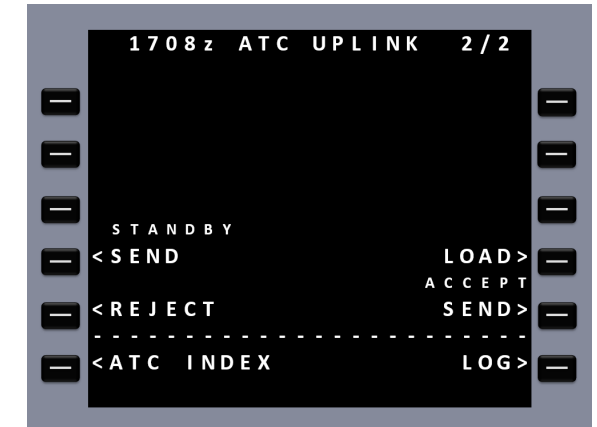 1708z ATC UPLINK 2/2
STANDBY
<SEND LOAD>
ACCEPT
<REJECT SEND>
------------------------
<ATC INDEX LOG>